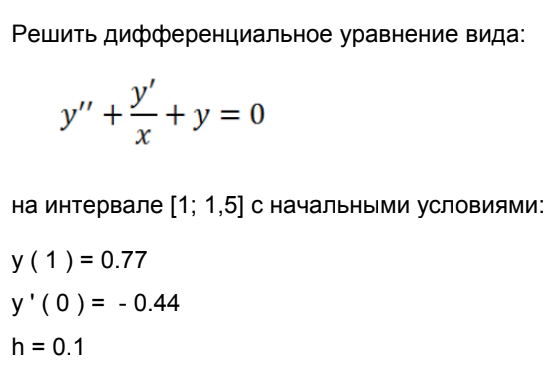 Решить дифференциальное уравнение вида:
y'' + y'/x + y = 0
на интервале [1; 1,5] с начальными условиями:
y ( 1 ) = 0.77
y ' ( 0 ) =  - 0.44
h = 0.1